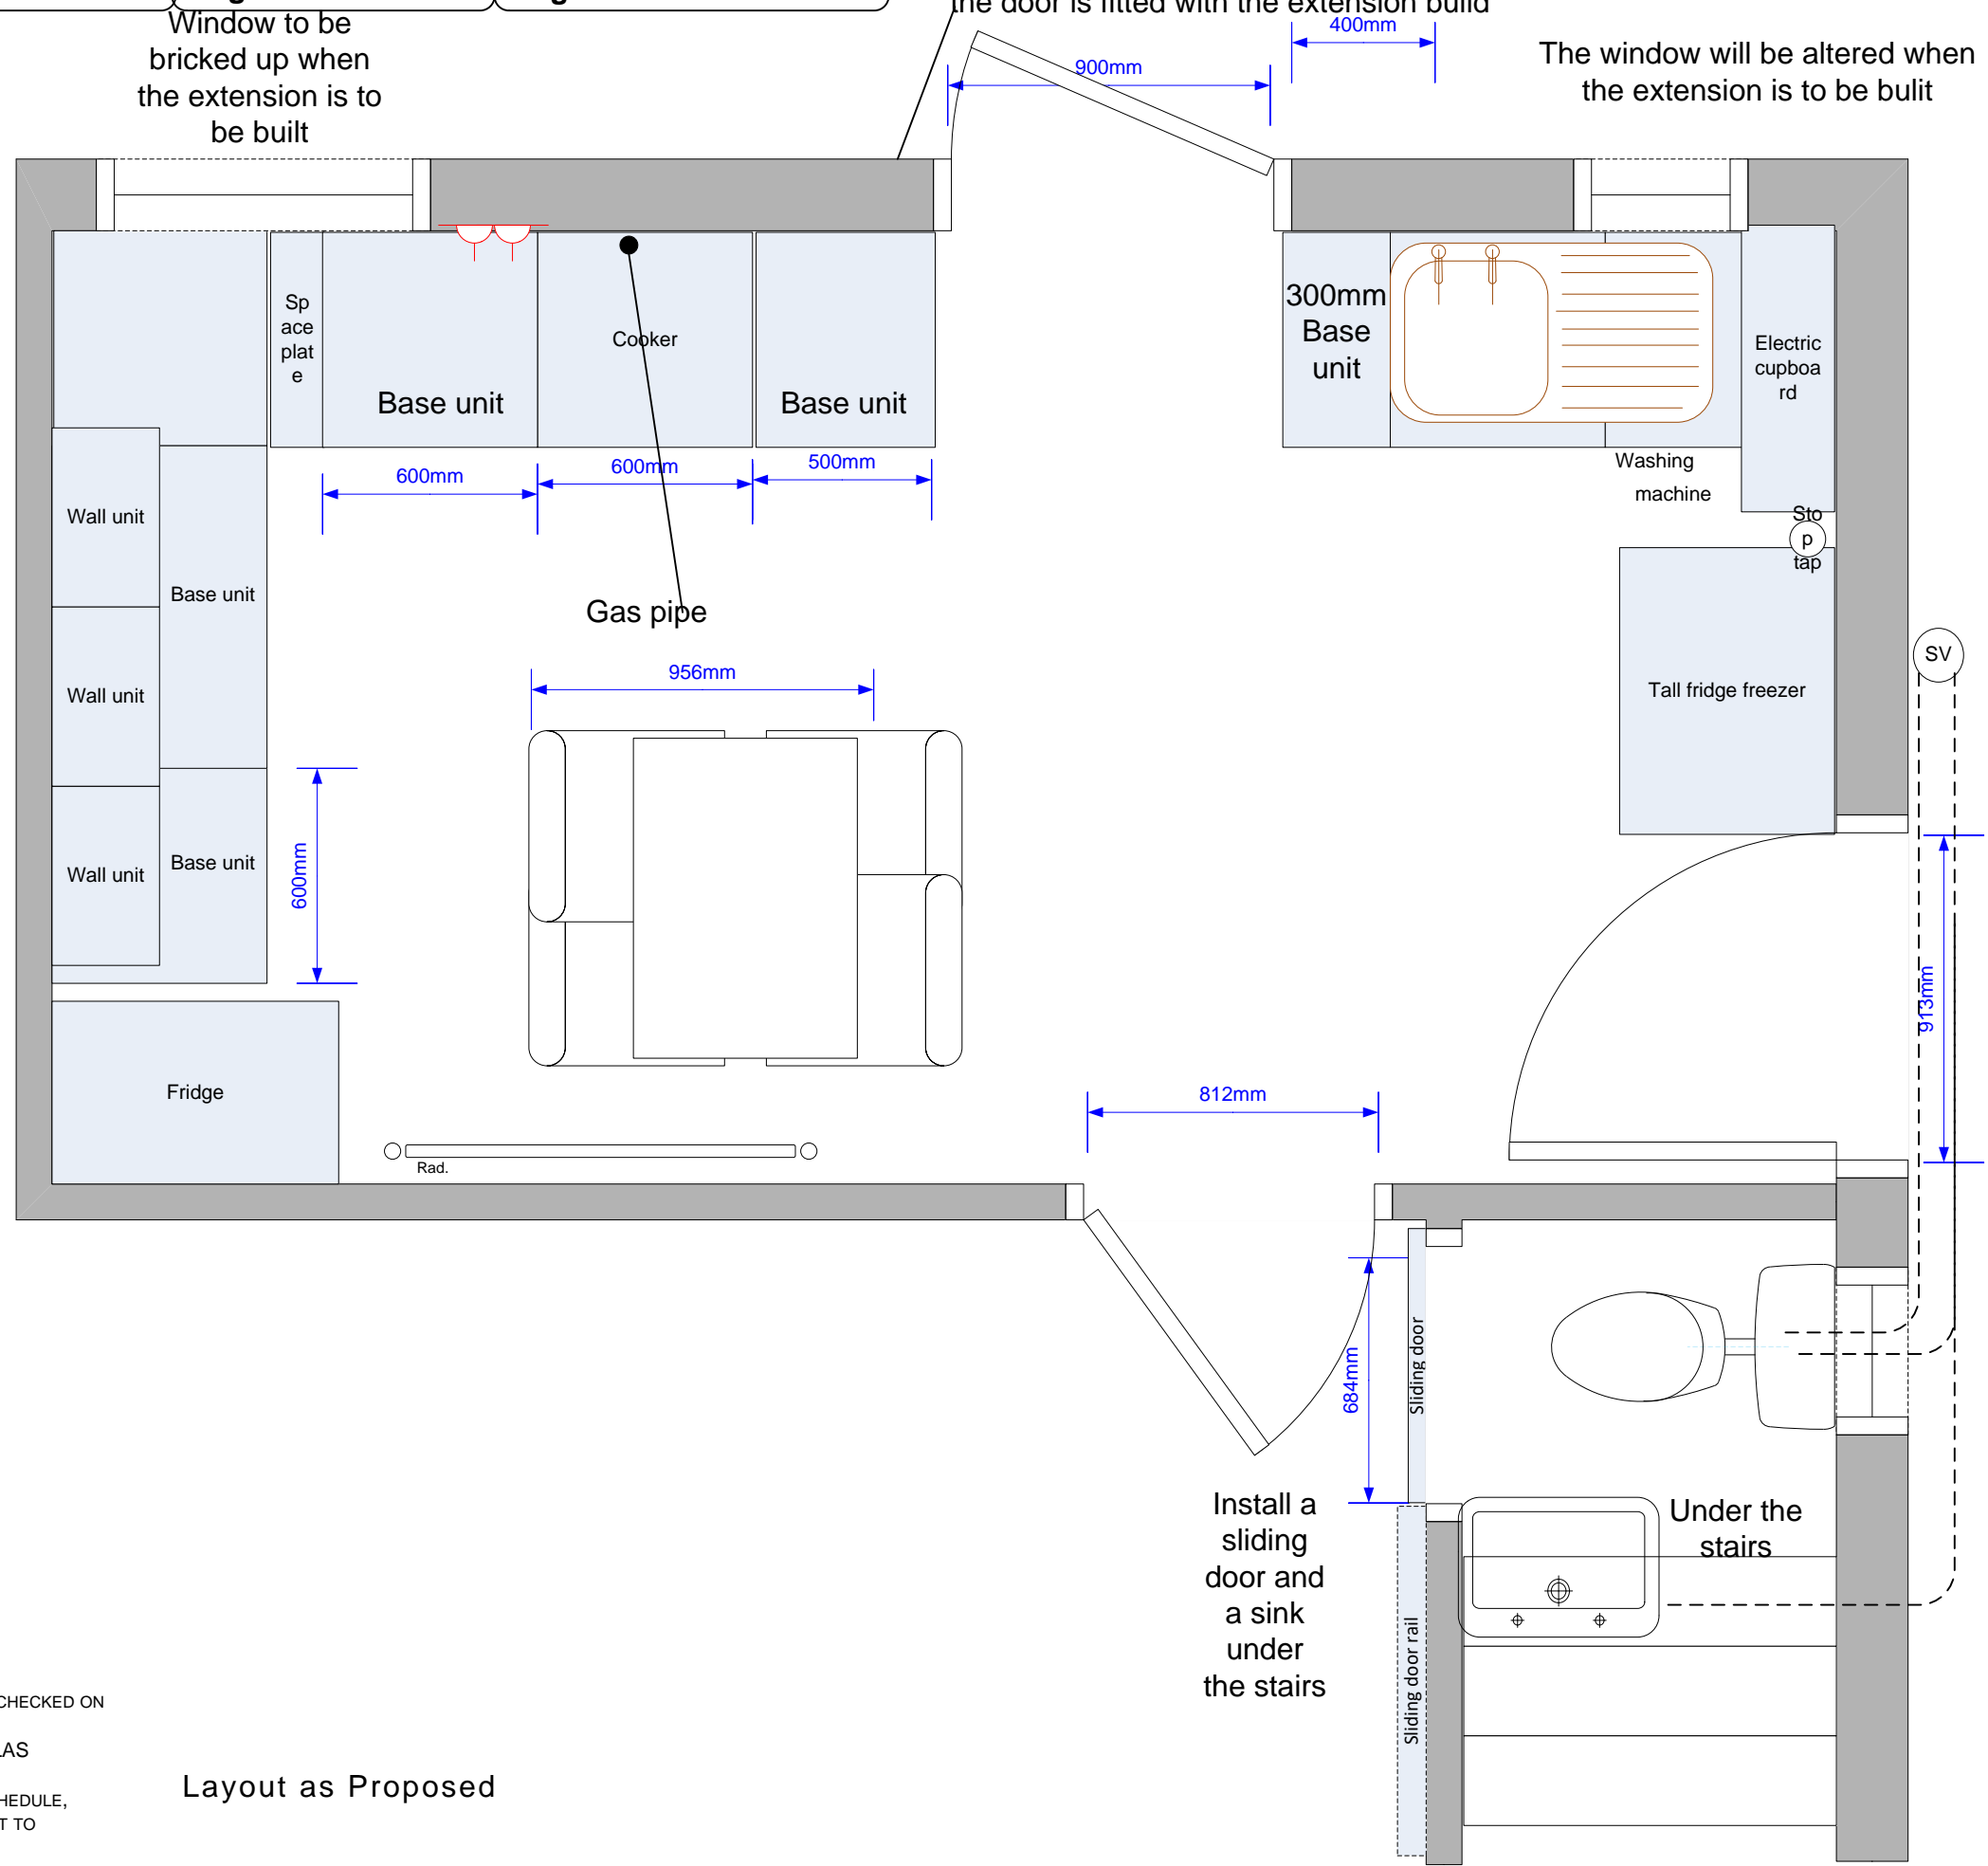 the door is fitted with the extension build
Window to be
bricked up when
the extension is to
be built
400mm
900mm
The window will be altered when
the extension is to be bulit
Sp
ace
plat
e
Base unit
Cooker
Base unit
300mm
Base
unit
Electric
cupboa
rd
600mm
600mm
500mm
Washing
machine
Sto
p
tap
Wall unit
Base unit
Gas pipe
Wall unit
956mm
Tall fridge freezer
SV
Wall unit
Base unit
600mm
913mm
Fridge
812mm
Rad.
684mm
Sliding door
Install a
sliding
door and
a sink
under
the stairs
Under the
stairs
Sliding door rail
CHECKED ON
LAS
HEDULE,
T TO
Layout as Proposed